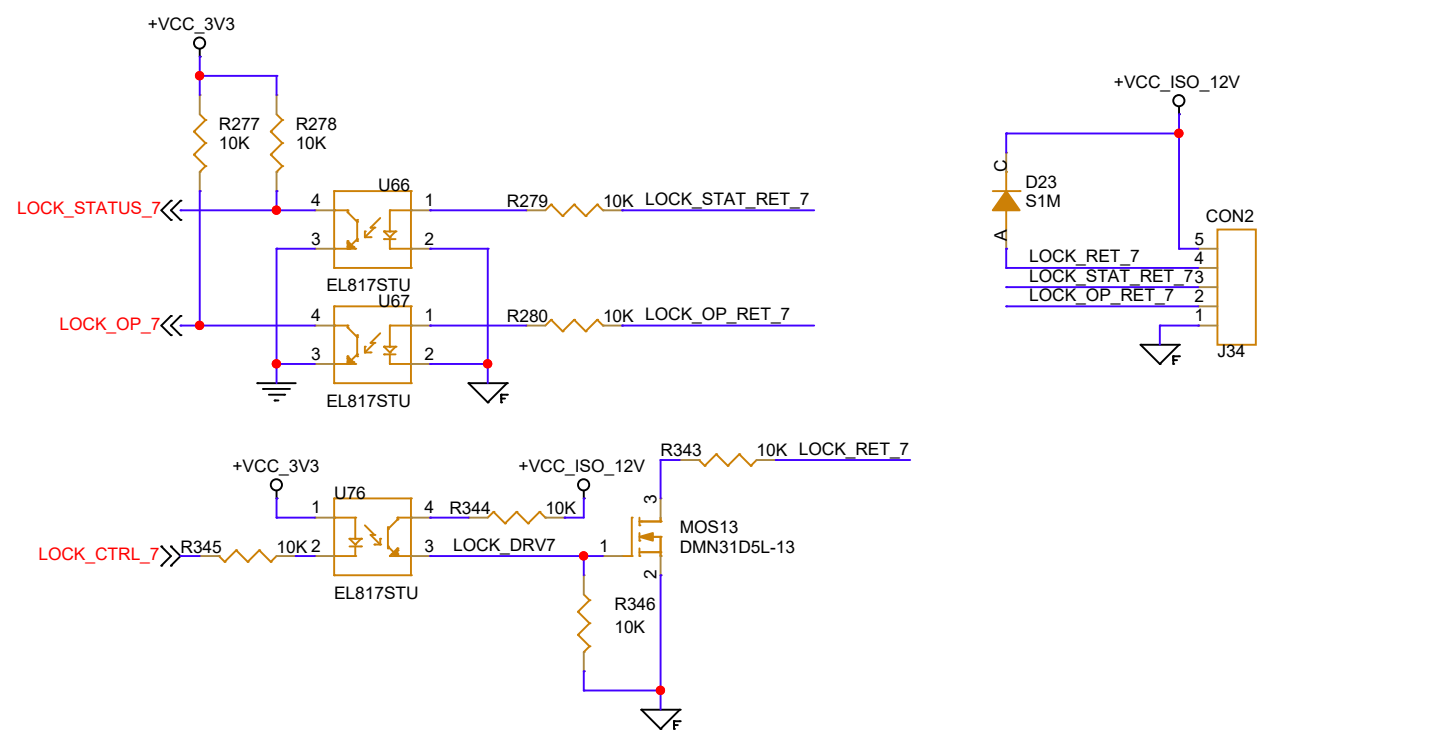 +VCC_3V3
R277
10K
R278
10K
LOCK_STATUS_7
4
U66
1
R279
10K
LOCK_STAT_RET_7
3
2
EL817STU
U67
LOCK_OP_7
4
1
R280
10K
LOCK_OP_RET_7
3
2
F
EL817STU
+VCC_ISO_12V
C
D23
S1M
A
CON2
5
LOCK_RET_7
4
LOCK_STAT_RET_7
3
LOCK_OP_RET_7
2
1
F
J34
+VCC_3V3
U76
1
4
R344
10K
+VCC_ISO_12V
LOCK_CTRL_7
R345
10K
2
3
LOCK_DRV7
EL817STU
R343
10K
LOCK_RET_7
3
1
MOS13
DMN31D5L-13
2
R346
10K
F